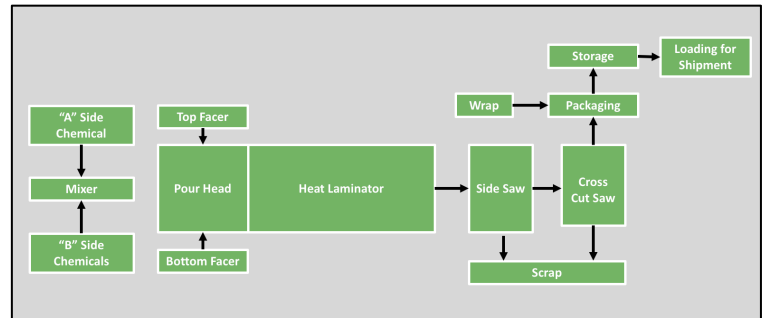 Storage
Loading for
Shipment
Wrap
Packaging
"A" Side
Chemical
Top Facer
Mixer
Pour Head
Heat Laminator
Side Saw
Cross
Cut Saw
"B" Side
Chemicals
Bottom Facer
Scrap